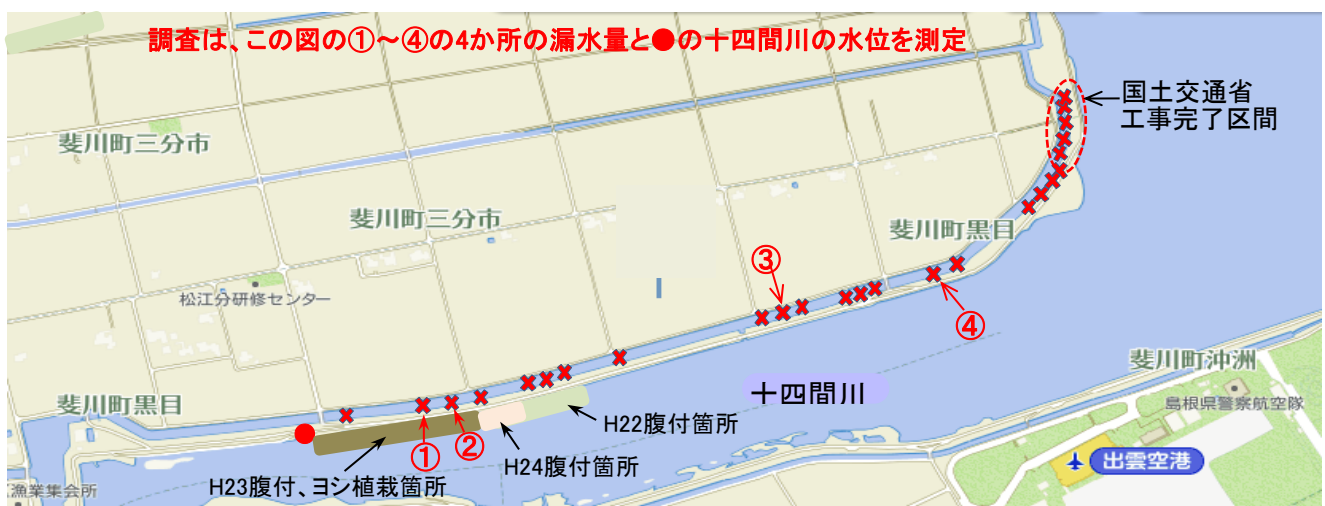 調査は、この図の①～④の4か所の漏水量と●の十四間川の水位を測定
国土交通省
工事完了区間
斐川町三分市
斐川町三分市
斐川町黒目
③
松江分研修センター
④
斐川町沖洲
十四間川
斐川町黒目
島根県警察航空隊
H22腹付箇所
①
②
H24腹付箇所
出雲空港
H23腹付、ヨシ植栽箇所
漁業集会所